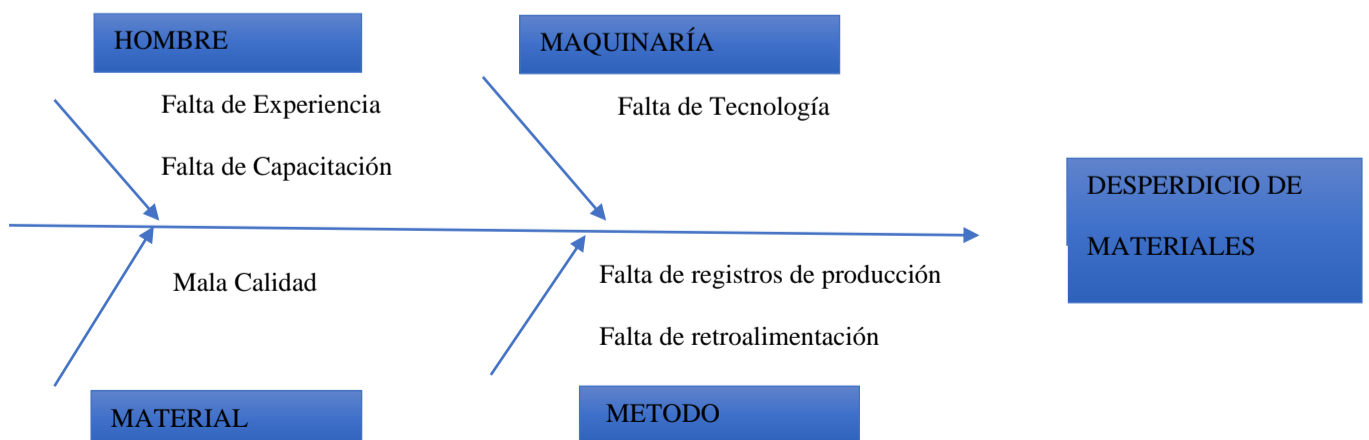 HOMBRE
MAQUINARÍA
Falta de Experiencia
Falta de Tecnología
Falta de Capacitación
DESPERDICIO DE
MATERIALES
Mala Calidad
Falta de registros de producción
Falta de retroalimentación
MATERIAL
METODO